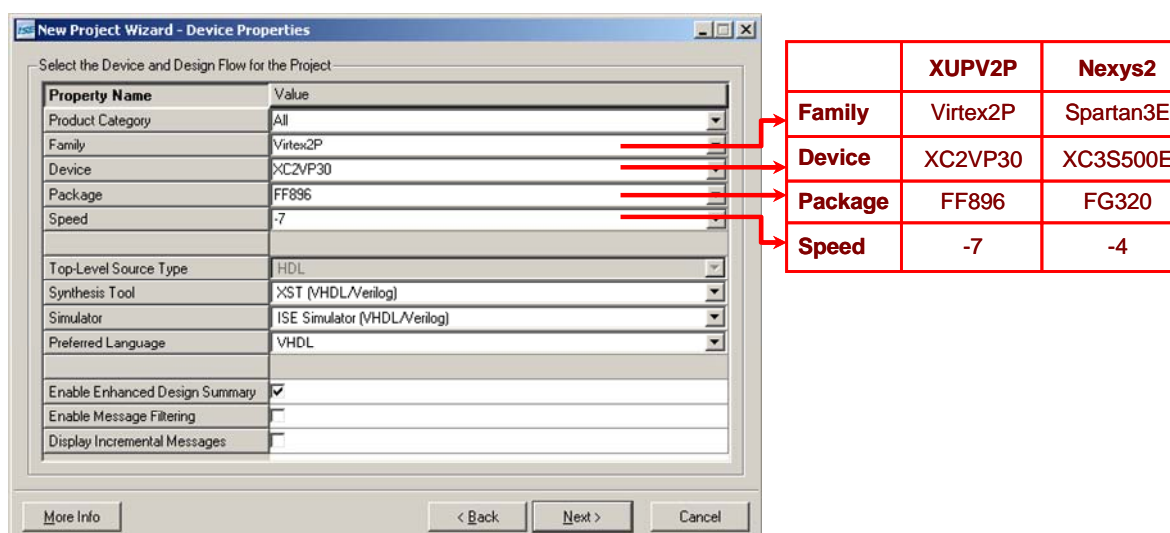 ISE New Project Wizard - Device Properties
Select the Device and Design Flow for the Project
Property Name Value
Product Category All
Family Virtex2P
Device XC2VP30
Package FF896
Speed -7
Top-Level Source Type HDL
Synthesis Tool XST (VHDL/Verilog)
Simulator ISE Simulator (VHDL/Verilog)
Preferred Language VHDL
Enable Enhanced Design Summary
Enable Message Filtering
Display Incremental Messages
More Info < Back Next > Cancel
XUPV2P Nexys2
Family Virtex2P Spartan3E
Device XC2VP30 XC3S500E
Package FF896 FG320
Speed -7 -4